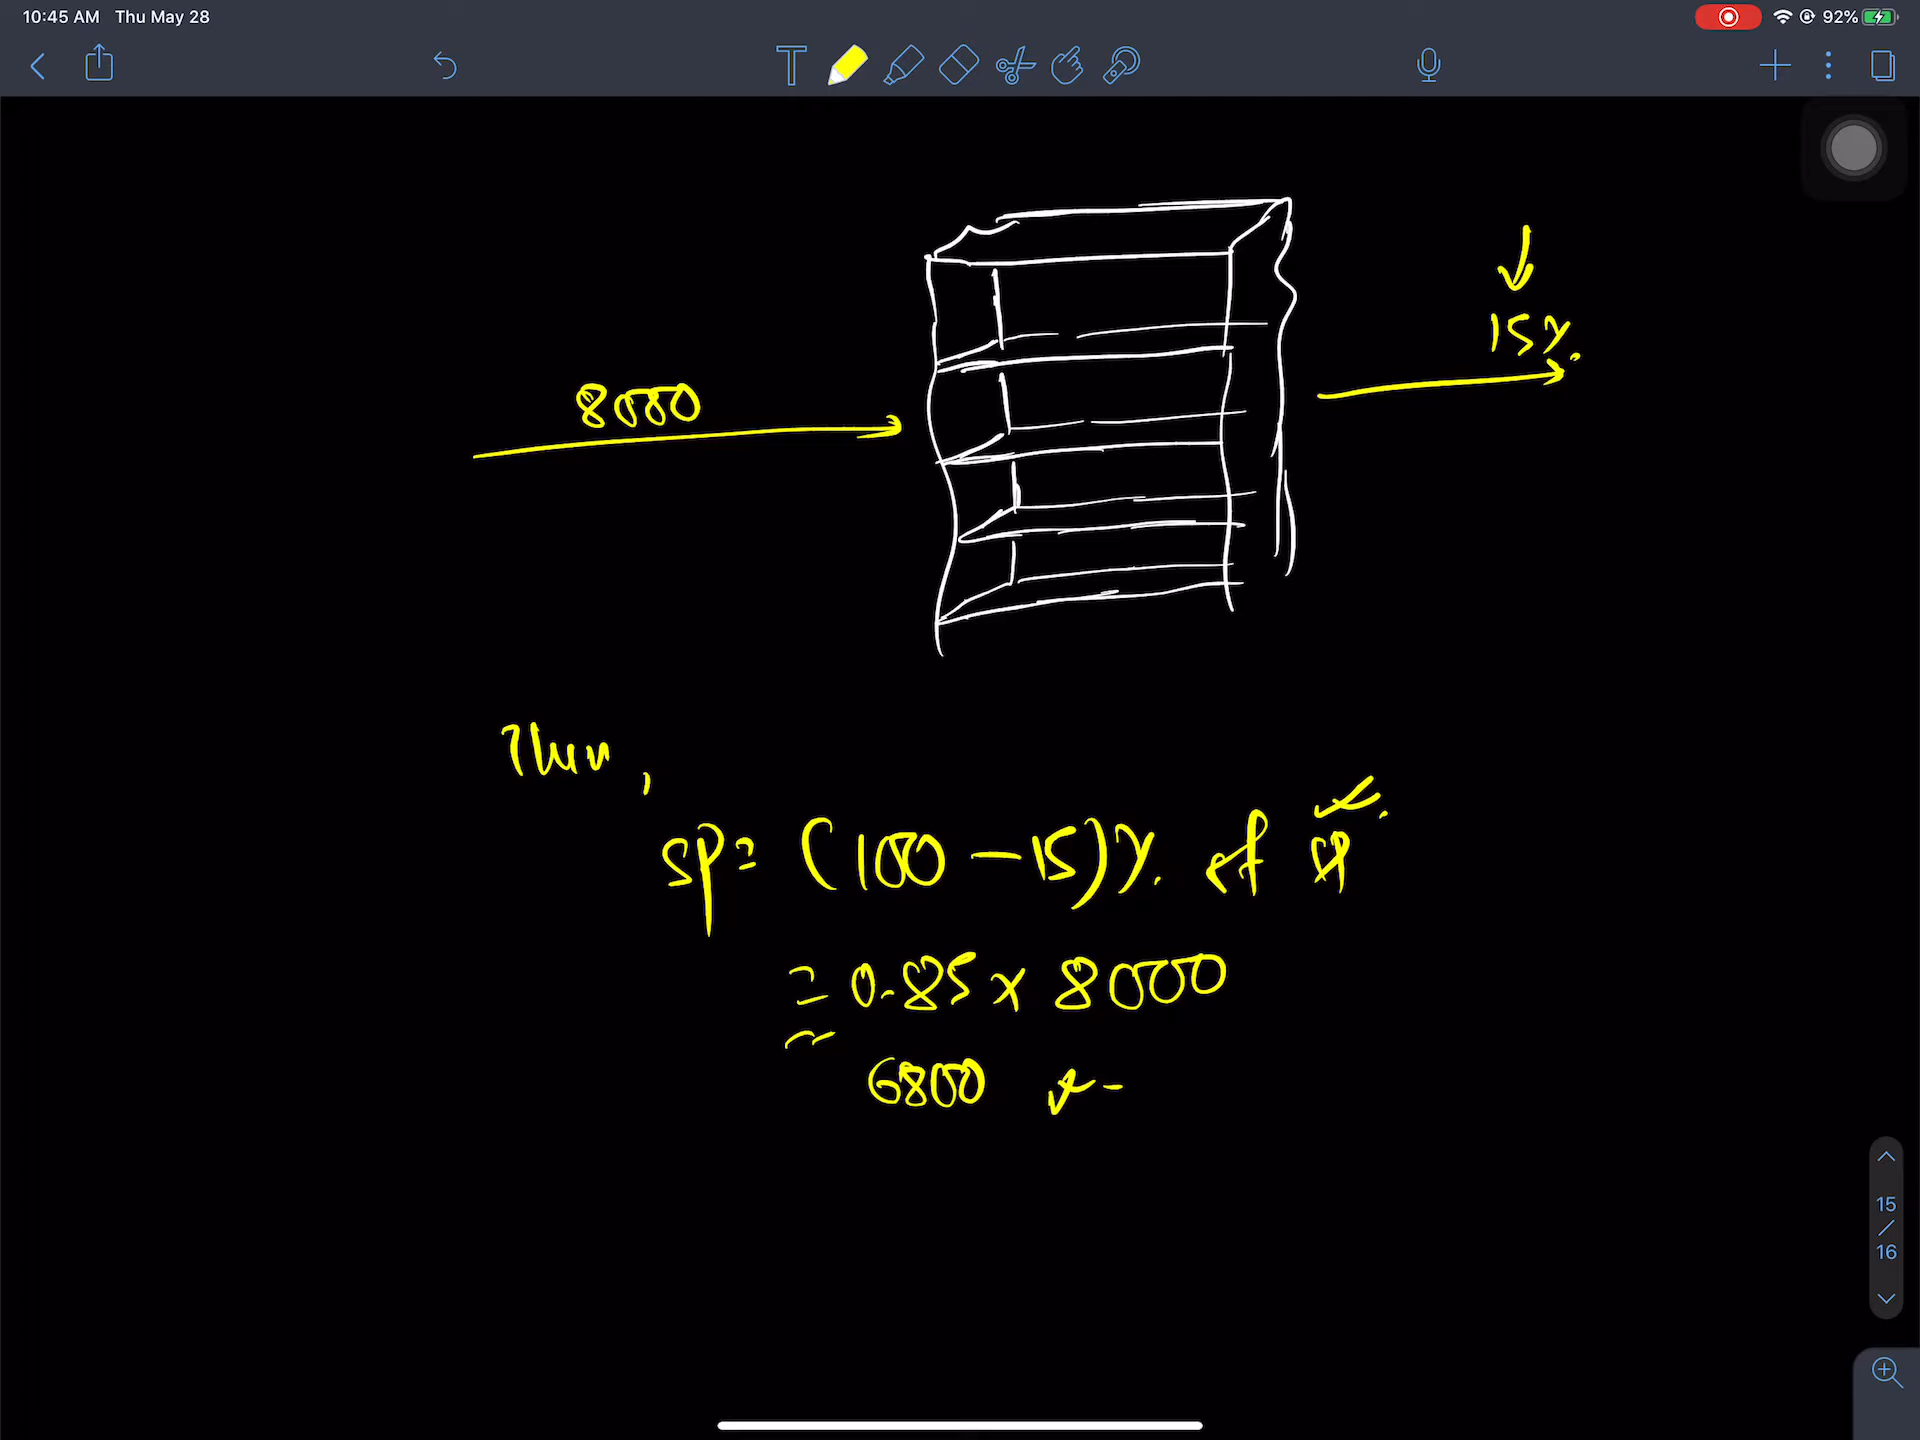 10:45 AM Thu May 28
92%
15%
8000
Then,
SP = (100 - 15)% of CP
= 0.85 x 8000
= 6800
15
/
16